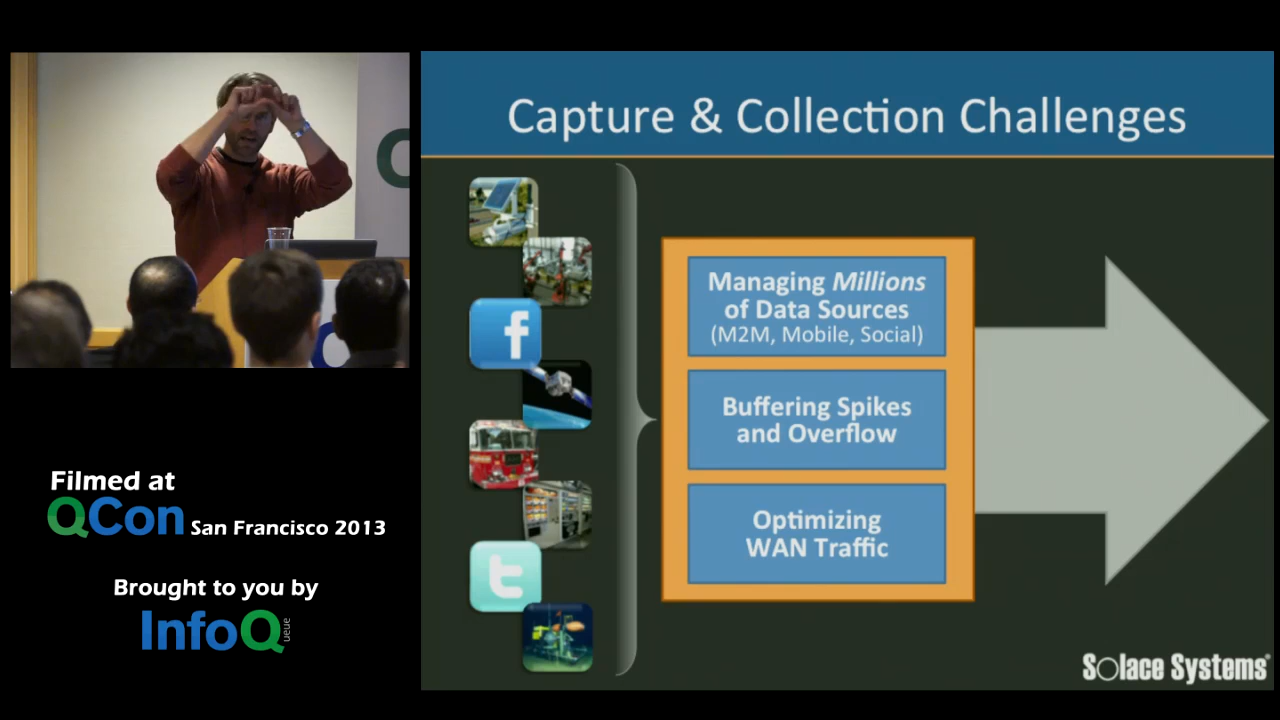 Capture & Collection Challenges
Managing Millions
of Data Sources
(M2M, Mobile, Social)
Buffering Spikes
and Overflow
Optimizing
WAN Traffic
Solace Systems
Filmed at
QCon San Francisco 2013
Brought to you by
InfoQ
ueue